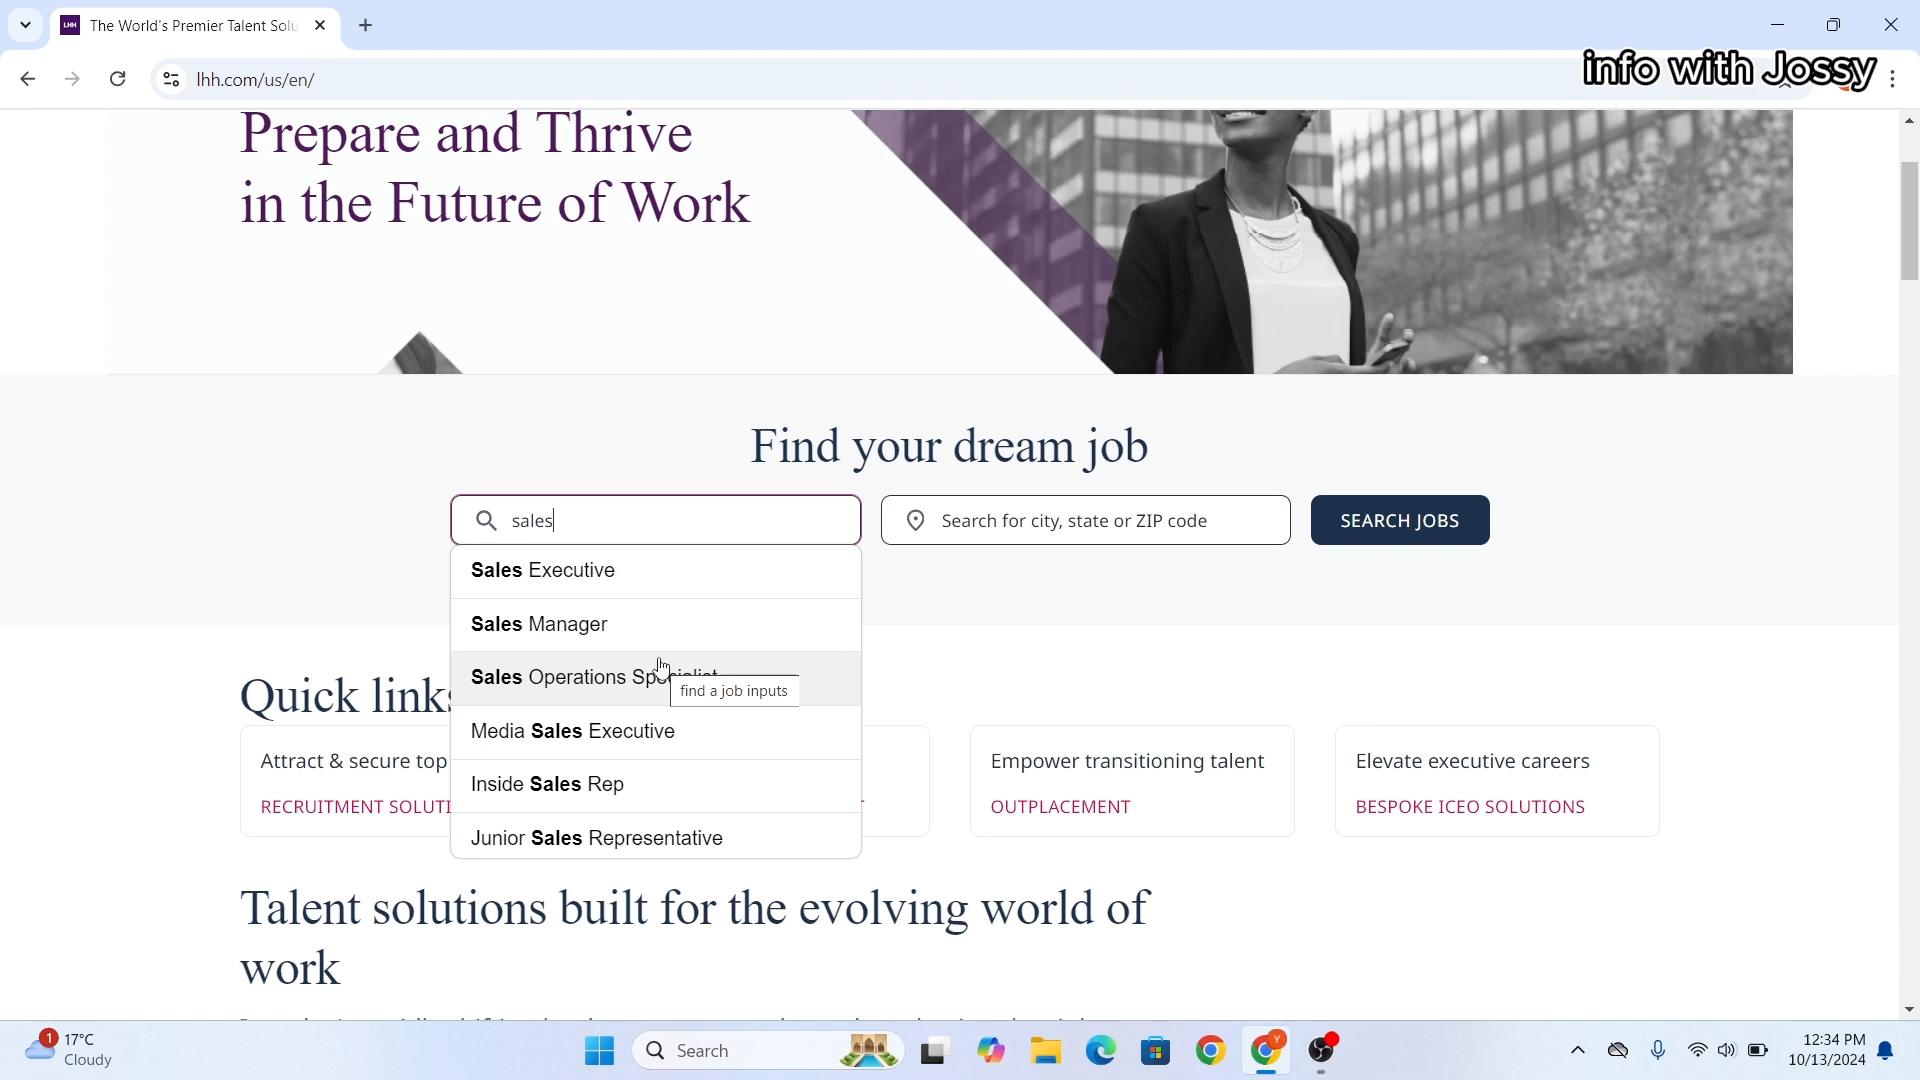 The World's Premier Talent Solu
lhh.com/us/en/
info with Jossy
Prepare and Thrive
in the Future of Work
Find your dream job
sales
Search for city, state or ZIP code
SEARCH JOBS
Sales Executive
Sales Manager
Sales Operations Specialist
find a job inputs
Media Sales Executive
Inside Sales Rep
Junior Sales Representative
Quick links
Attract & secure top
RECRUITMENT SOLUTI
Empower transitioning talent
OUTPLACEMENT
Elevate executive careers
BESPOKE ICEO SOLUTIONS
Talent solutions built for the evolving world of
work
1
17°C
Cloudy
Search
Y
12:34 PM
10/13/2024